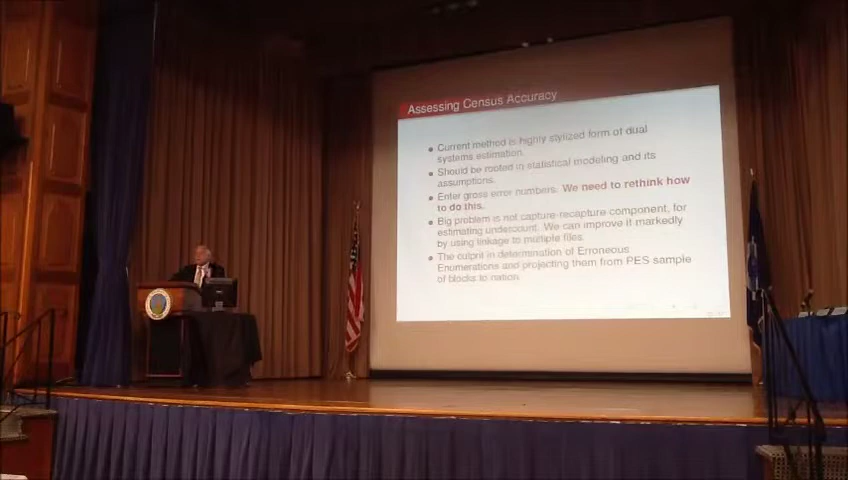 Assessing Census Accuracy
• Current method is highly stylized form of dual
systems estimation.
• Should be rooted in statistical modeling and its
assumptions.
• Enter gross error numbers. We need to rethink how
to do this.
• Big problem is not capture-recapture component, for
estimating undercount. We can improve it markedly
by using linkage to multiple files.
• The culprit in determination of Erroneous
Enumerations and projecting them from PES sample
of blocks to nation.